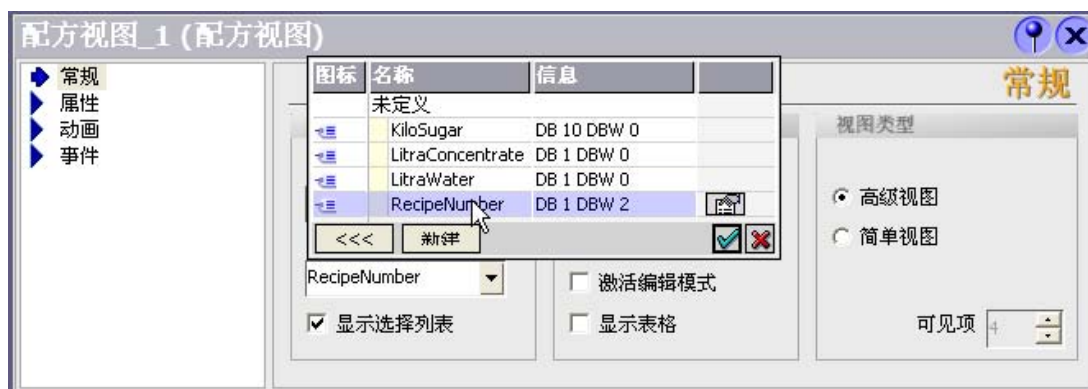 配方视图_1 (配方视图)
常规
属性
动画
事件
常规
图标 名称 信息
未定义
KiloSugar DB 10 DBW 0
LitraConcentrate DB 1 DBW 0
LitraWater DB 1 DBW 0
RecipeNumber DB 1 DBW 2
<<< 新建
RecipeNumber
显示选择列表
激活编辑模式
显示表格
视图类型
高级视图
简单视图
可见项 4